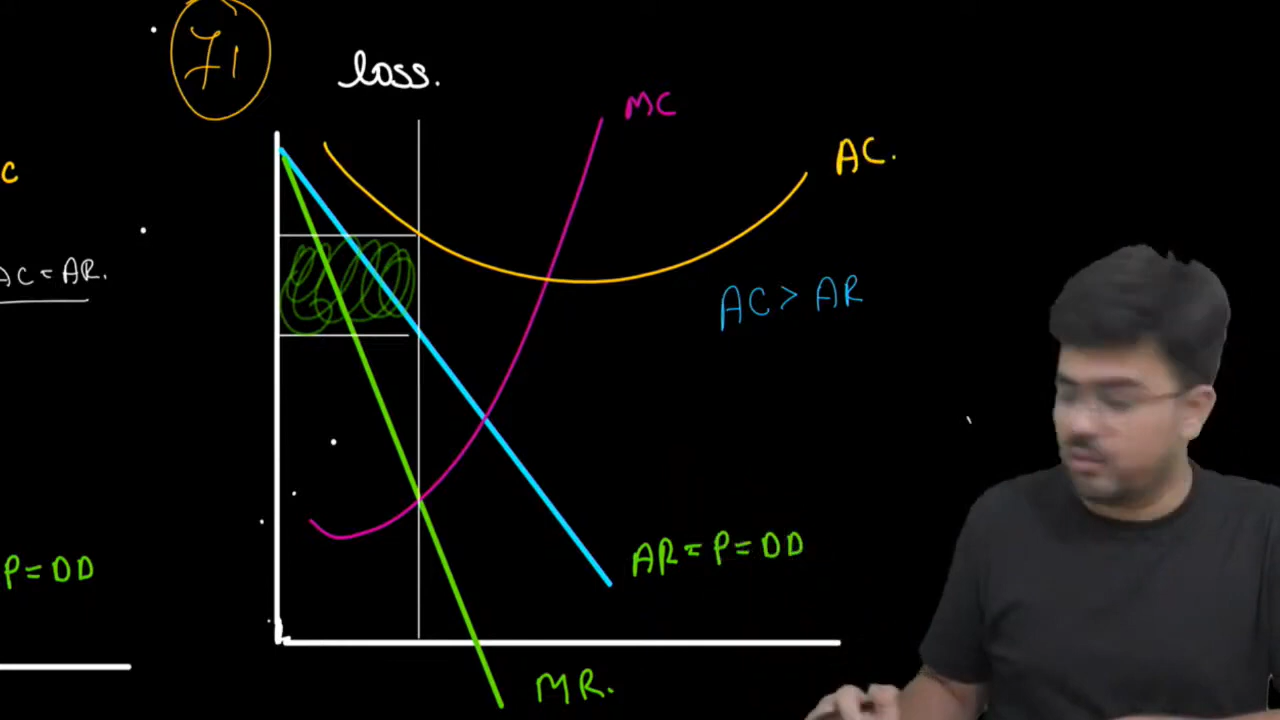 71
loss.
MC
AC.
C
AC = AR.
AC > AR
AR = P = DD
P = DD
MR.